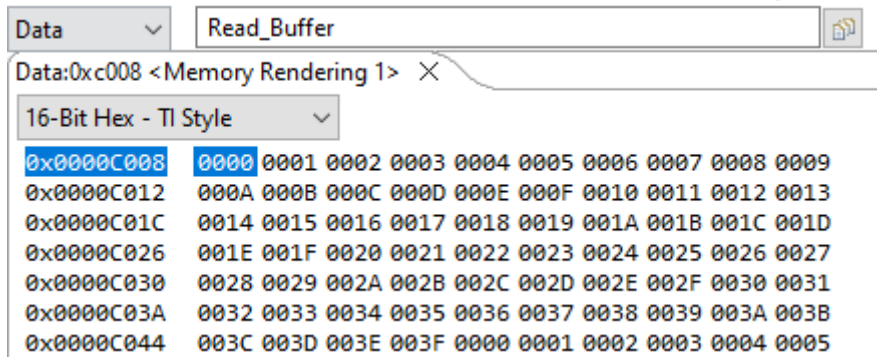 Data Read_Buffer
Data:0xc008 <Memory Rendering 1>
16-Bit Hex - TI Style
0x0000C008 0000 0001 0002 0003 0004 0005 0006 0007 0008 0009
0x0000C012 000A 000B 000C 000D 000E 000F 0010 0011 0012 0013
0x0000C01C 0014 0015 0016 0017 0018 0019 001A 001B 001C 001D
0x0000C026 001E 001F 0020 0021 0022 0023 0024 0025 0026 0027
0x0000C030 0028 0029 002A 002B 002C 002D 002E 002F 0030 0031
0x0000C03A 0032 0033 0034 0035 0036 0037 0038 0039 003A 003B
0x0000C044 003C 003D 003E 003F 0000 0001 0002 0003 0004 0005